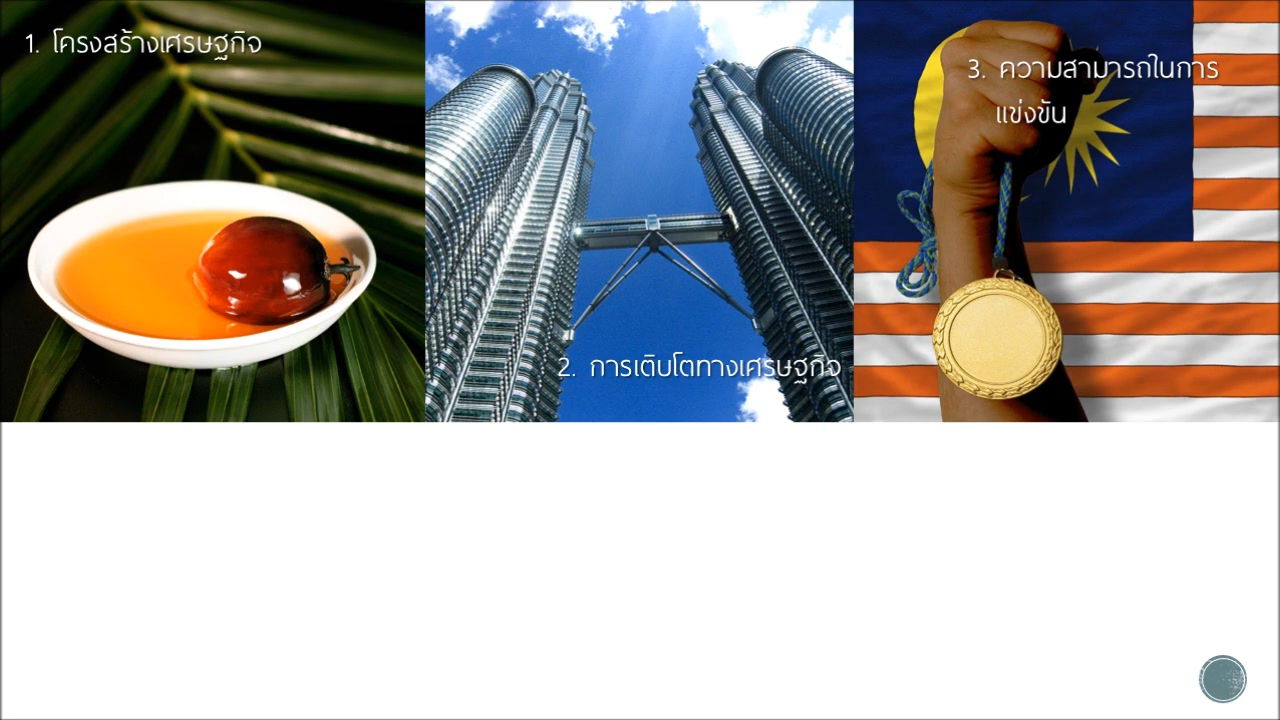 1. โครงสร้างเศรษฐกิจ
2. การเติบโตทางเศรษฐกิจ
3. ความสามารถในการ
แข่งขัน